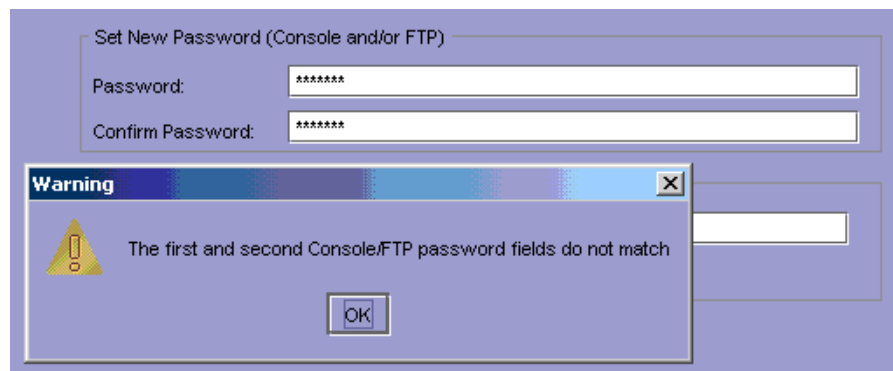 Set New Password (Console and/or FTP)
Password: *******
Confirm Password: *******
Warning
The first and second Console/FTP password fields do not match
OK